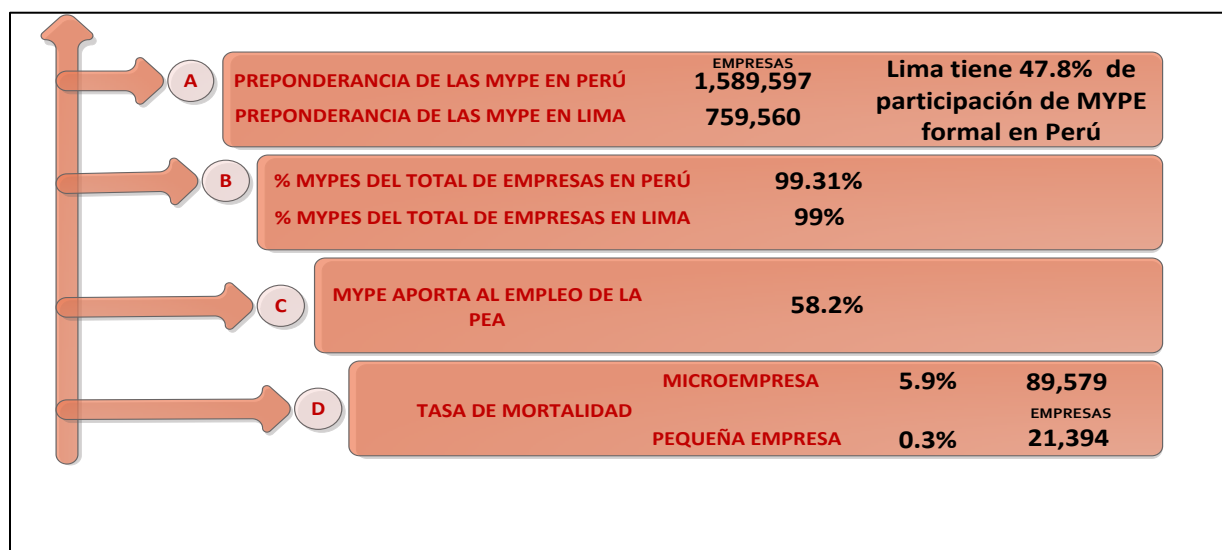 A
PREPONDERANCIA DE LAS MYPE EN PERÚ
EMPRESAS
1,589,597
PREPONDERANCIA DE LAS MYPE EN LIMA
759,560
Lima tiene 47.8% de
participación de MYPE
formal en Perú
B
% MYPES DEL TOTAL DE EMPRESAS EN PERÚ
99.31%
% MYPES DEL TOTAL DE EMPRESAS EN LIMA
99%
C
MYPE APORTA AL EMPLEO DE LA
PEA
58.2%
D
TASA DE MORTALIDAD
MICROEMPRESA
5.9%
89,579
EMPRESAS
PEQUEÑA EMPRESA
0.3%
21,394